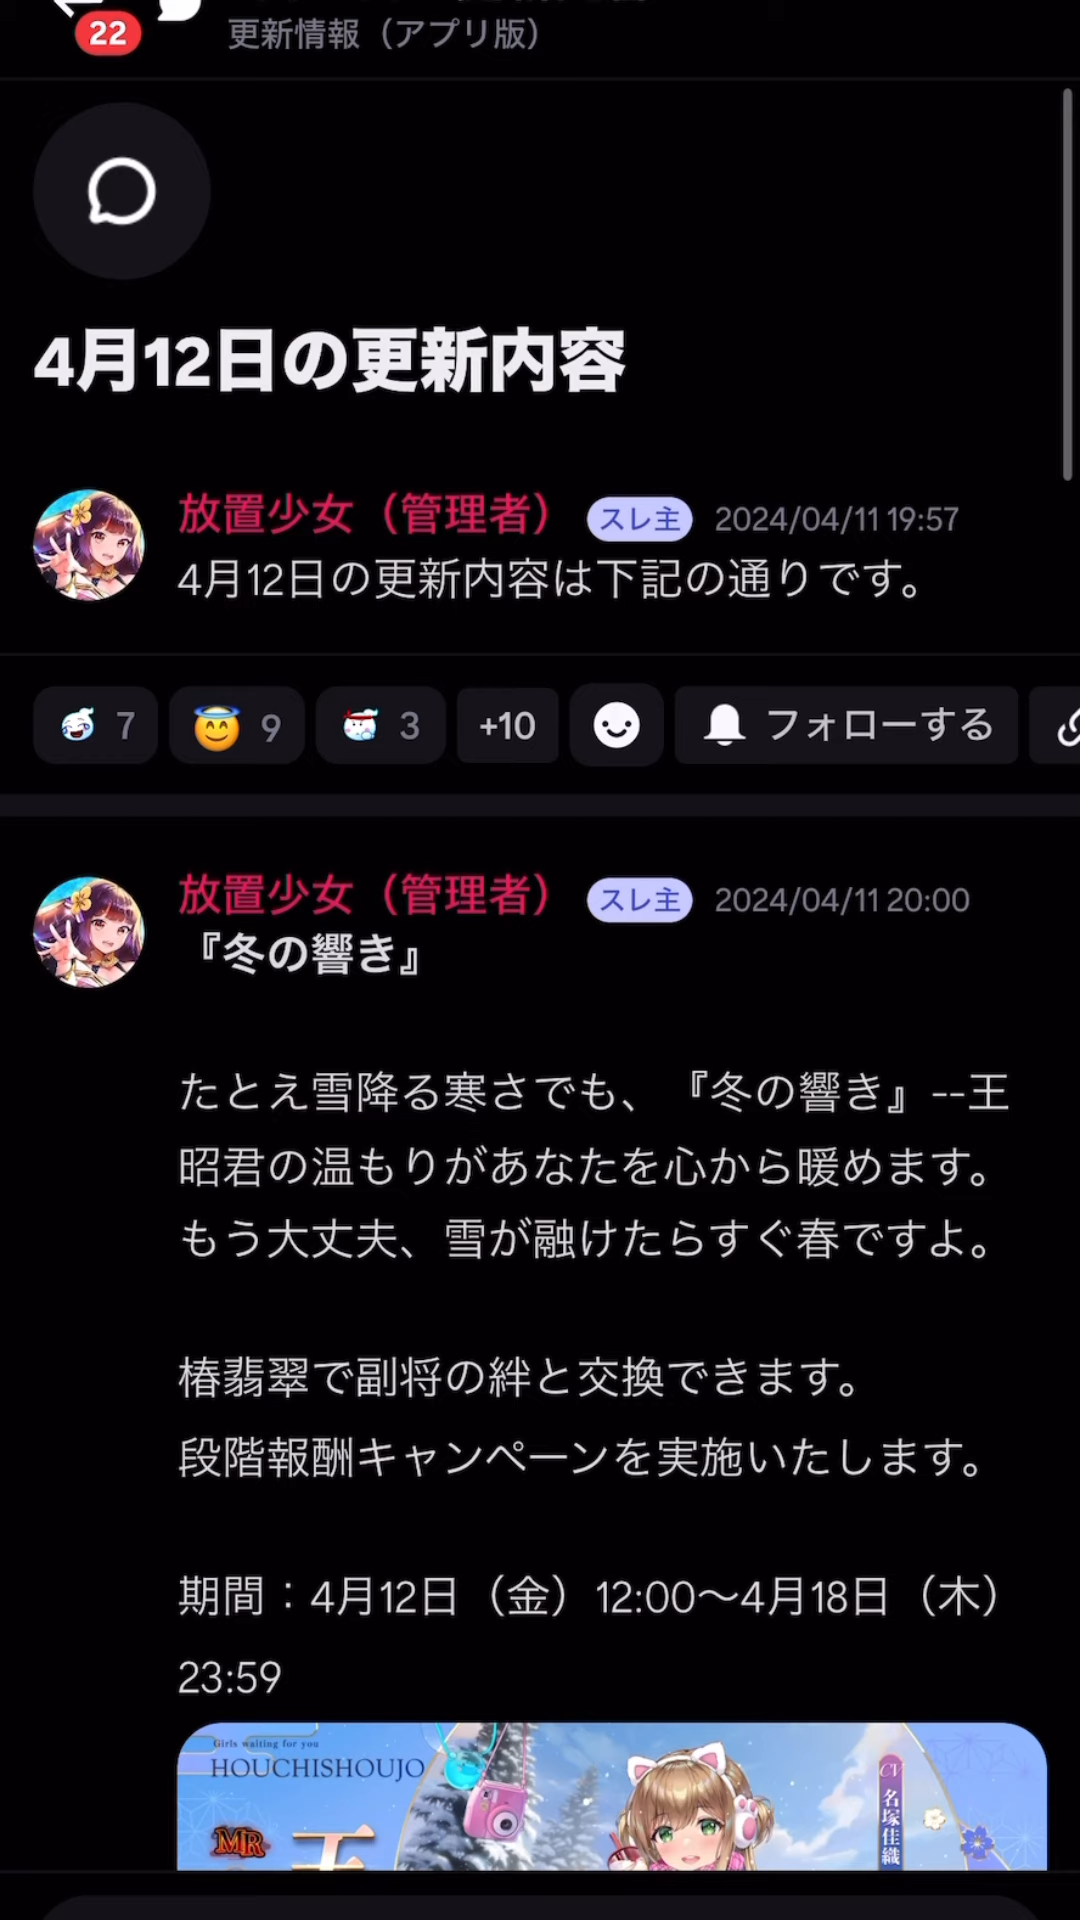 22
更新情報（アプリ版）
4月12日の更新内容
放置少女（管理者） スレ主 2024/04/11 19:57
4月12日の更新内容は下記の通りです。
7 9 3 +10 フォローする
放置少女（管理者） スレ主 2024/04/11 20:00
『冬の響き』
たとえ雪降る寒さでも、『冬の響き』--王
昭君の温もりがあなたを心から暖めます。
もう大丈夫、雪が融けたらすぐ春ですよ。
椿翡翠で副将の絆と交換できます。
段階報酬キャンペーンを実施いたします。
期間：4月12日（金）12:00～4月18日（木）
23:59
Girls waiting for you
HOUCHISHOUJO
MR
CV 名塚佳織